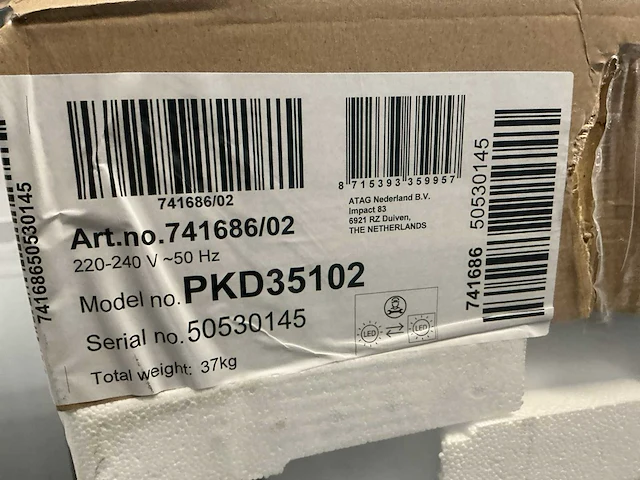 741686/02
8 715393 359957
Art.no.741686/02
220-240 V ~50 Hz
ATAG Nederland B.V.
Impact 83
6921 RZ Duiven,
THE NETHERLANDS
Model no.PKD35102
Serial no.50530145
Total weight: 37kg
LED
LED
741686 50530145
74168650530145